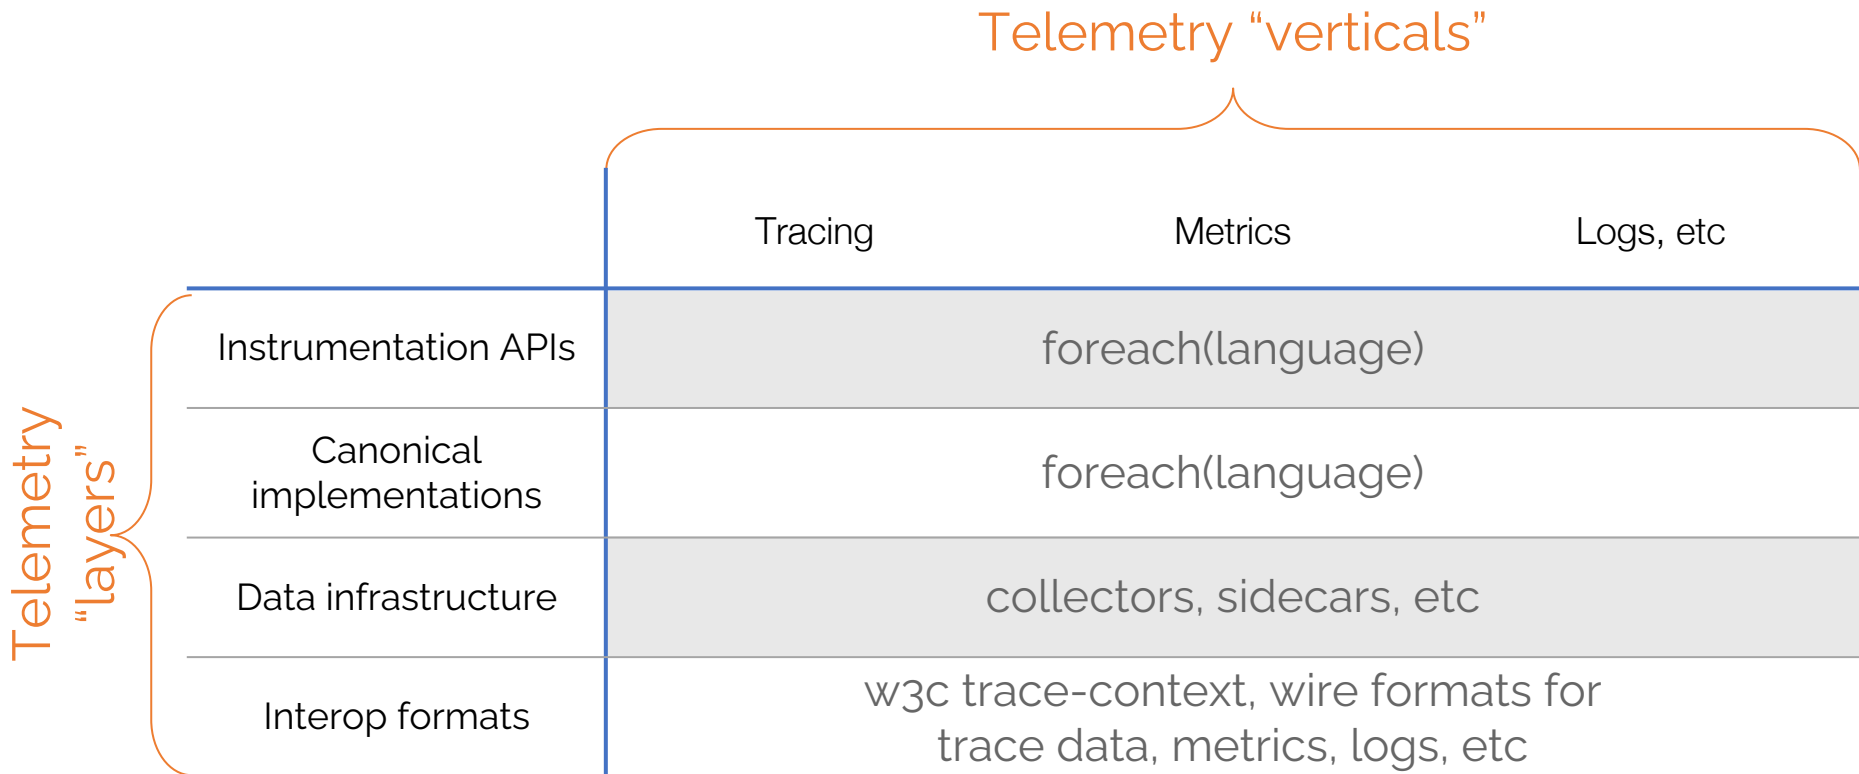 Telemetry “verticals”
Tracing
Metrics
Logs, etc
Telemetry
“layers”
Instrumentation APIs
foreach(language)
Canonical
implementations
foreach(language)
Data infrastructure
collectors, sidecars, etc
Interop formats
w3c trace-context, wire formats for
trace data, metrics, logs, etc